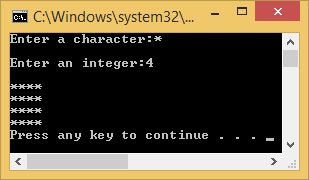 C:\Windows\system32\...
Enter a character:*
Enter an integer:4
****
****
****
****
Press any key to continue . . . _